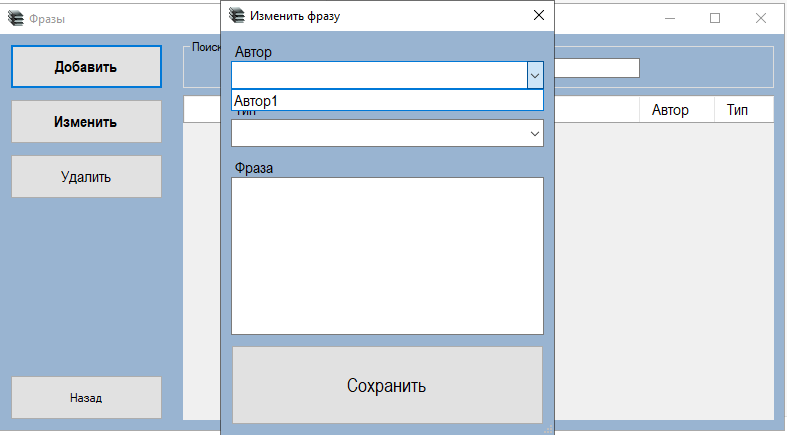 Фразы
Добавить
Изменить
Удалить
Назад
Поиск
Автор
Тип
Изменить фразу
Автор
Автор1
Тип
Фраза
Сохранить